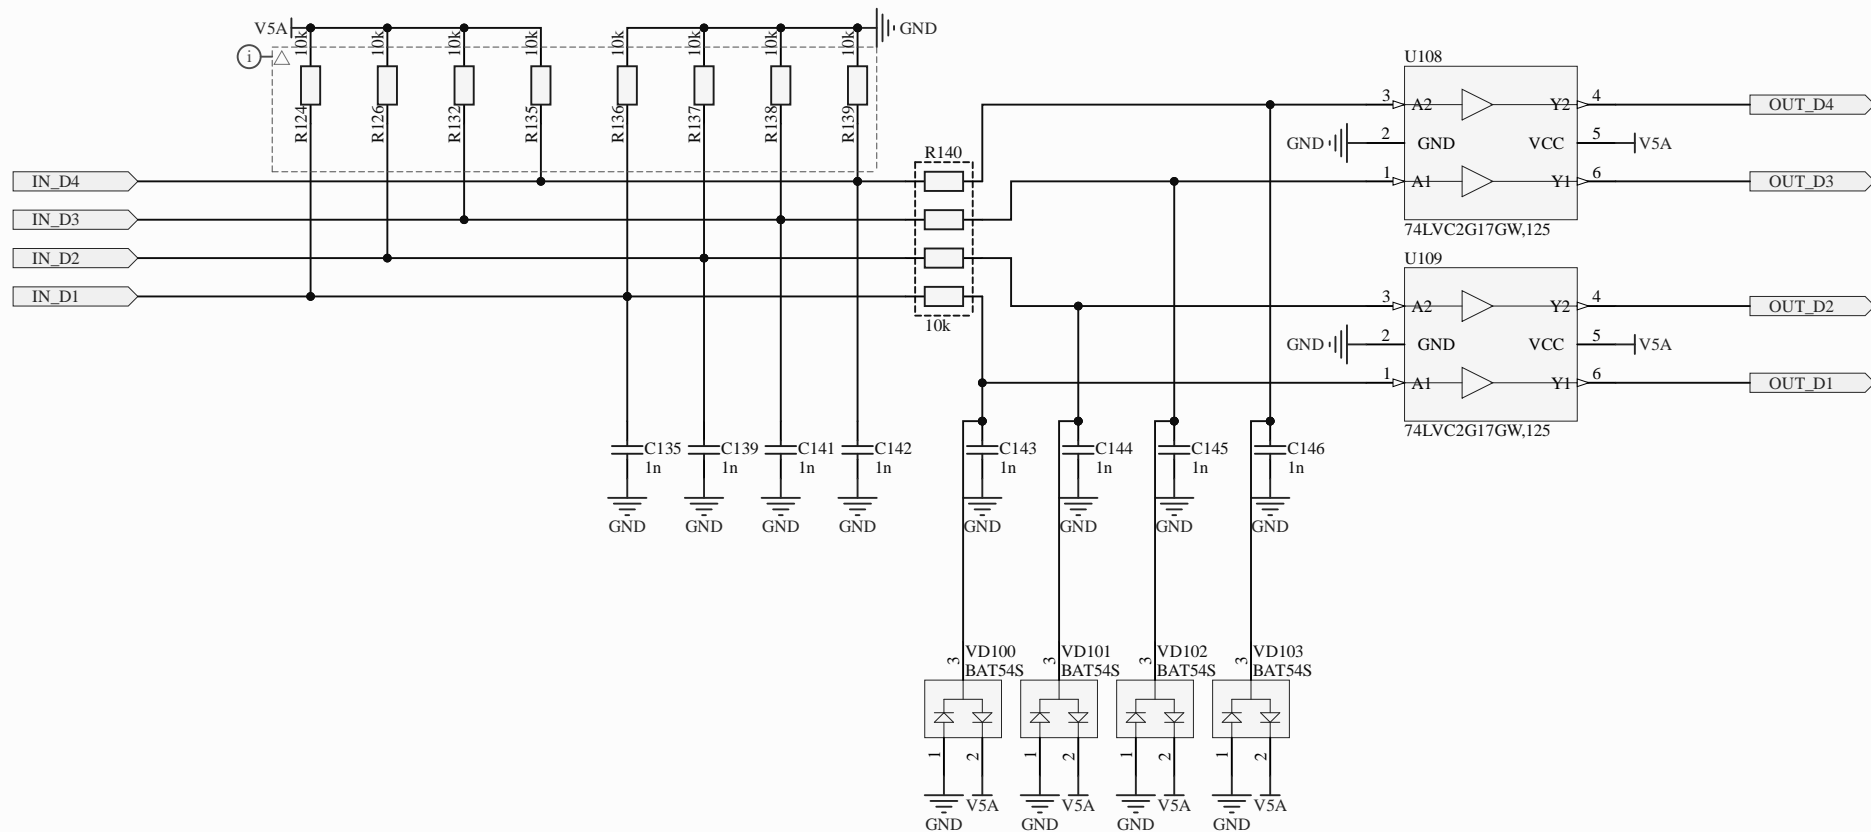 V5A
GND
10k
10k
10k
10k
10k
10k
10k
10k
i
R124
R126
R132
R135
R136
R137
R138
R139
IN_D4
IN_D3
IN_D2
IN_D1
R140
10k
U108
3 A2 Y2 4
GND 2 GND VCC 5 V5A
1 A1 Y1 6
74LVC2G17GW,125
OUT_D4
OUT_D3
U109
3 A2 Y2 4
GND 2 GND VCC 5 V5A
1 A1 Y1 6
74LVC2G17GW,125
OUT_D2
OUT_D1
C135
1n
GND
C139
1n
GND
C141
1n
GND
C142
1n
GND
C143
1n
GND
C144
1n
GND
C145
1n
GND
C146
1n
GND
VD100
BAT54S
3
1
2
GND
V5A
VD101
BAT54S
3
1
2
GND
V5A
VD102
BAT54S
3
1
2
GND
V5A
VD103
BAT54S
3
1
2
GND
V5A